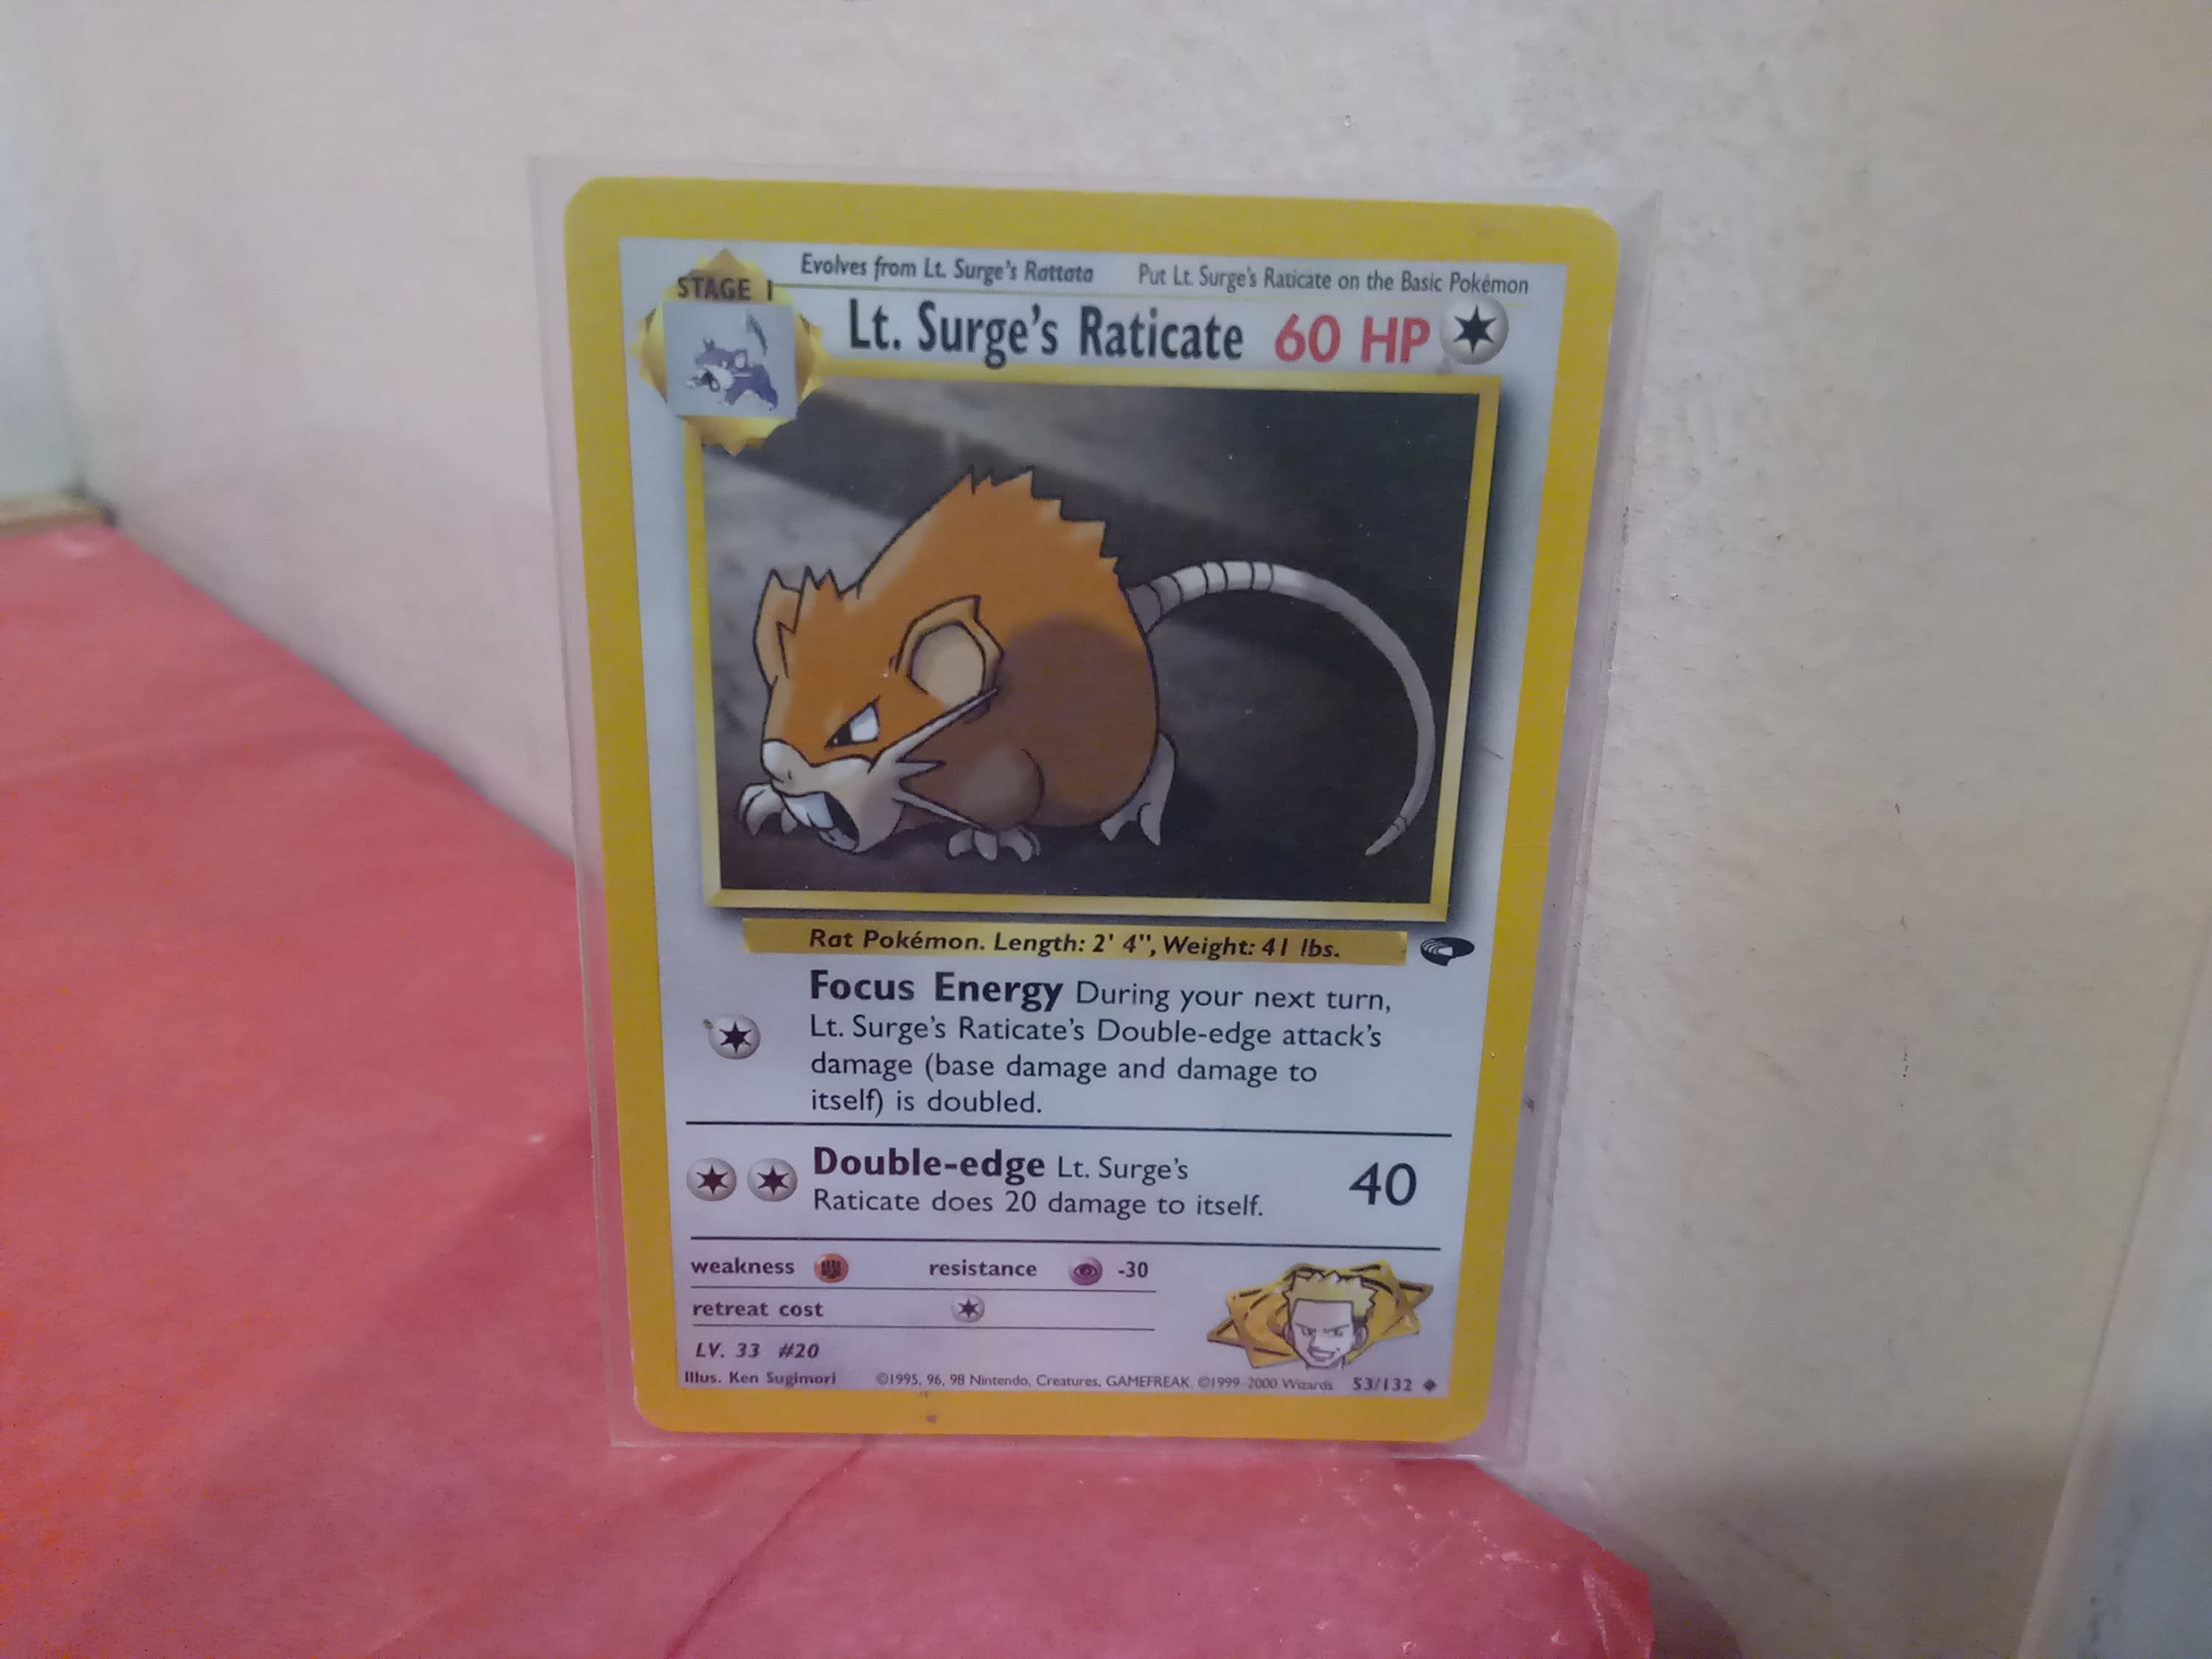 Evolves from Lt. Surge's Rattata Put Lt. Surge's Raticate on the Basic Pokémon
STAGE 1
Lt. Surge's Raticate 60 HP
Rat Pokémon. Length: 2' 4", Weight: 41 lbs.
Focus Energy During your next turn,
Lt. Surge's Raticate's Double-edge attack's
damage (base damage and damage to
itself) is doubled.
Double-edge Lt. Surge's
Raticate does 20 damage to itself.
40
weakness resistance -30
retreat cost
LV. 33 #20
Illus. Ken Sugimori ©1995, 96, 98 Nintendo, Creatures, GAMEFREAK. ©1999-2000 Wizards. 53/132